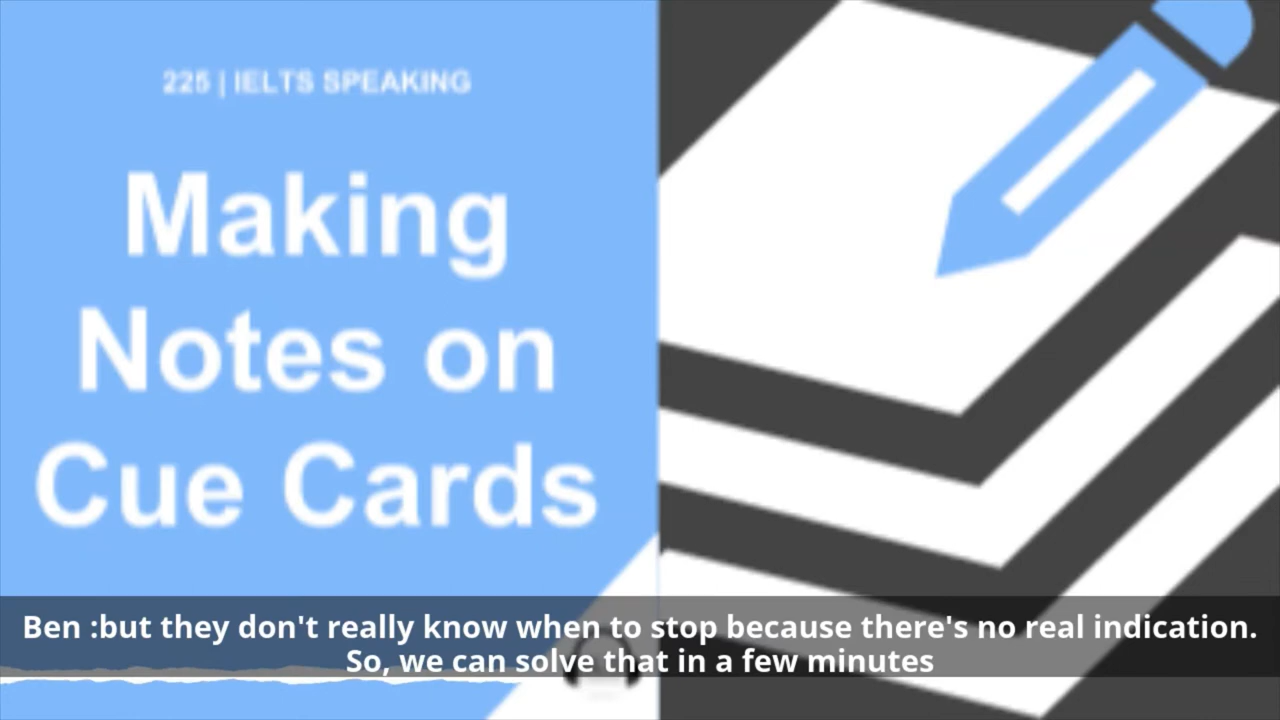 225 | IELTS SPEAKING
Making
Notes on
Cue Cards
Ben :but they don't really know when to stop because there's no real indication.
So, we can solve that in a few minutes